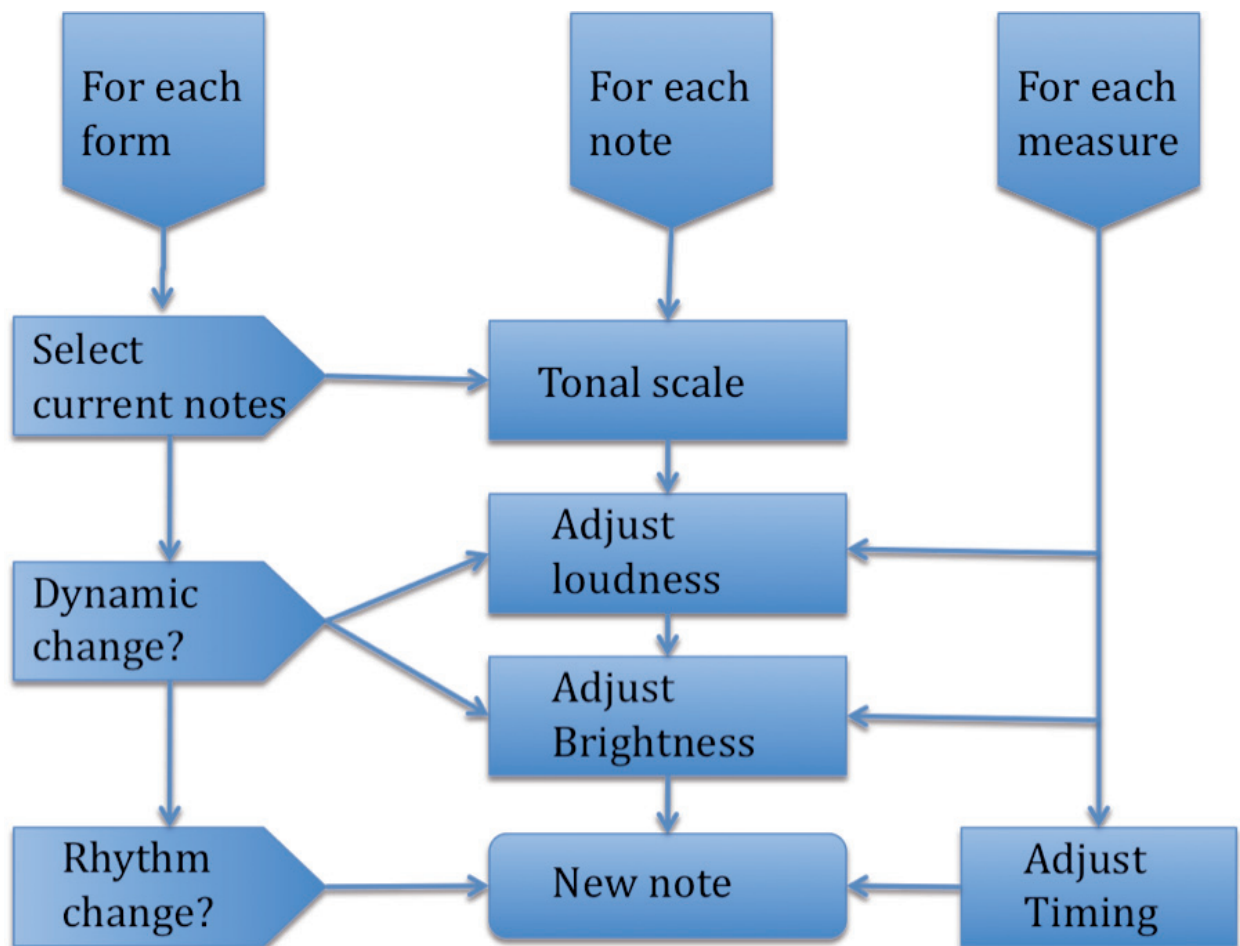 For each
form
For each
note
For each
measure
Select
current notes
Tonal scale
Adjust
loudness
Dynamic
change?
Adjust
Brightness
Rhythm
change?
New note
Adjust
Timing